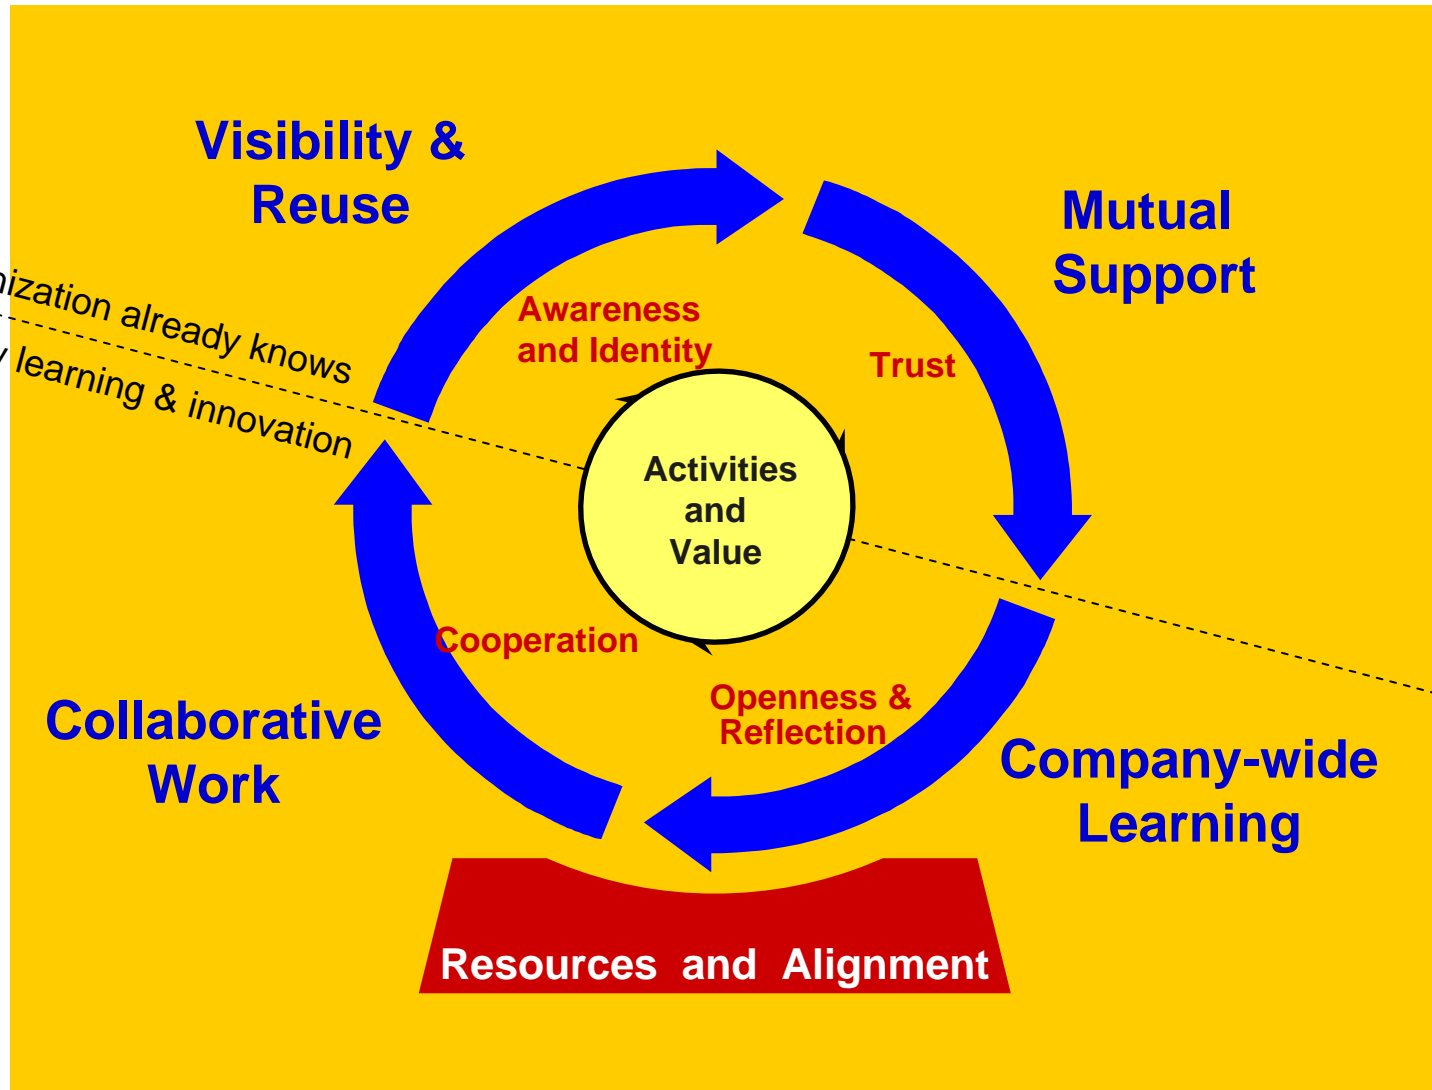 Visibility &
Reuse
Mutual
Support
already knows
learning & innovation
Awareness
and Identity
Trust
Activities
and
Value
Cooperation
Openness &
Reflection
Collaborative
Work
Company-wide
Learning
Resources and Alignment